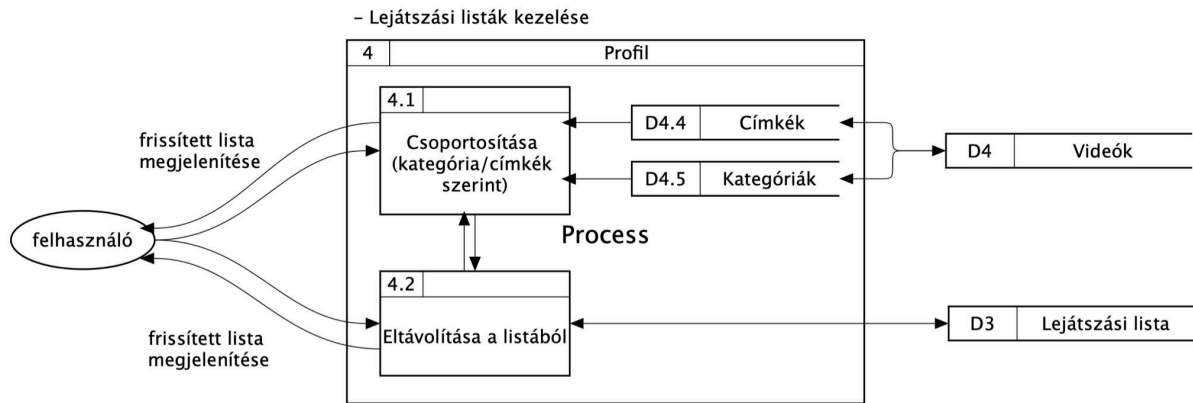 – Lejátszási listák kezelése
4
Profil
4.1
Csoportosítása
(kategória/címkék
szerint)
D4.4
Címkék
D4.5
Kategóriák
D4
Videók
frissített lista
megjelenítése
felhasználó
Process
4.2
Eltávolítása a listából
D3
Lejátszási lista
frissített lista
megjelenítése